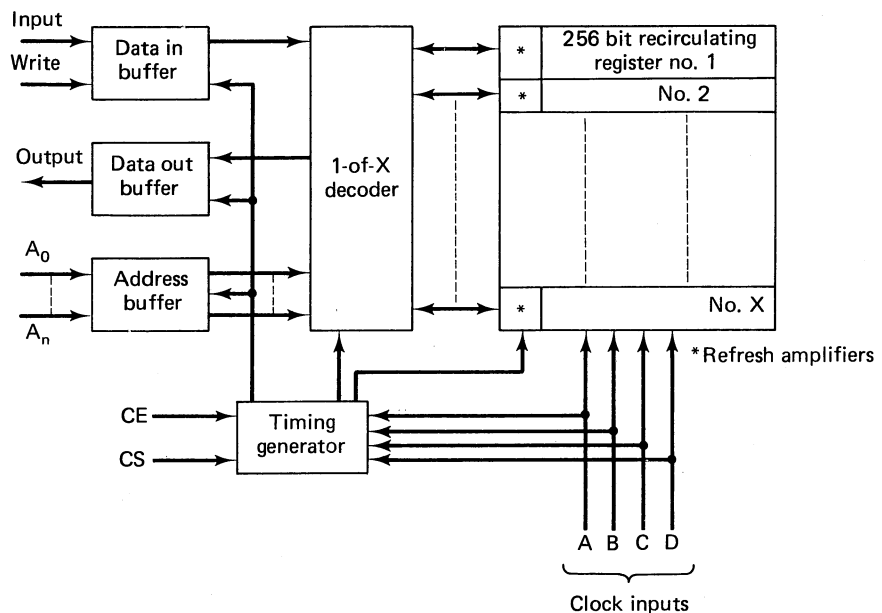 Input
Write
Data in
buffer
Output
Data out
buffer
A0
An
Address
buffer
1-of-X
decoder
*
256 bit recirculating
register no. 1
*
No. 2
*
No. X
*Refresh amplifiers
CE
CS
Timing
generator
A B C D
Clock inputs